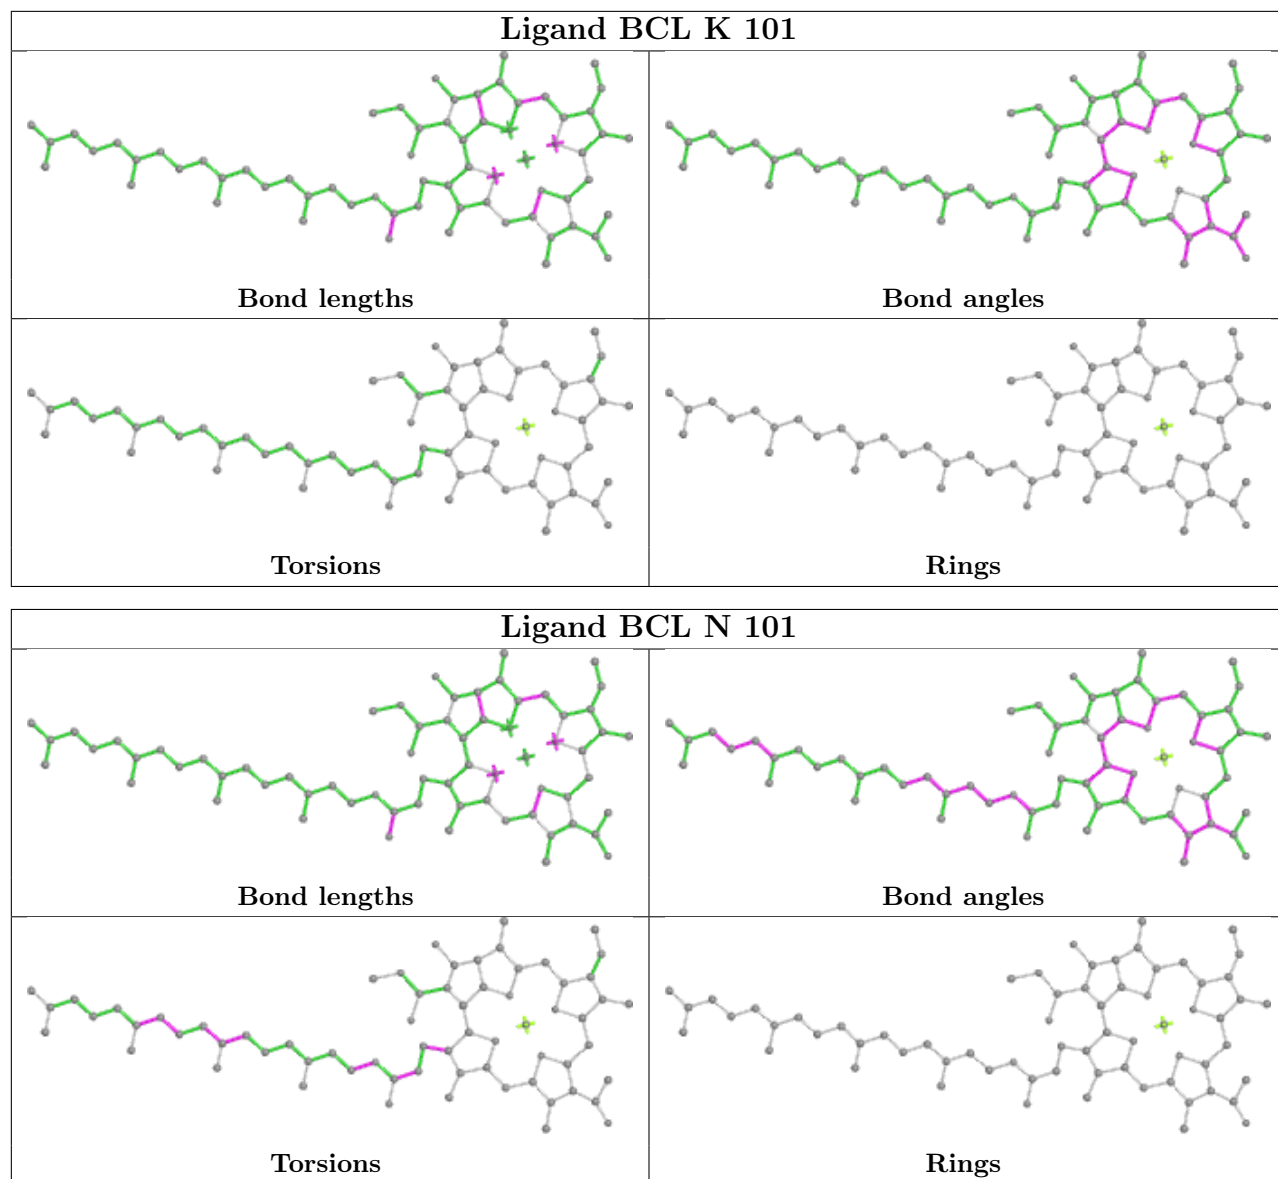 Ligand BCL K 101
Bond lengths
Bond angles
Torsions
Rings
Ligand BCL N 101
Bond lengths
Bond angles
Torsions
Rings